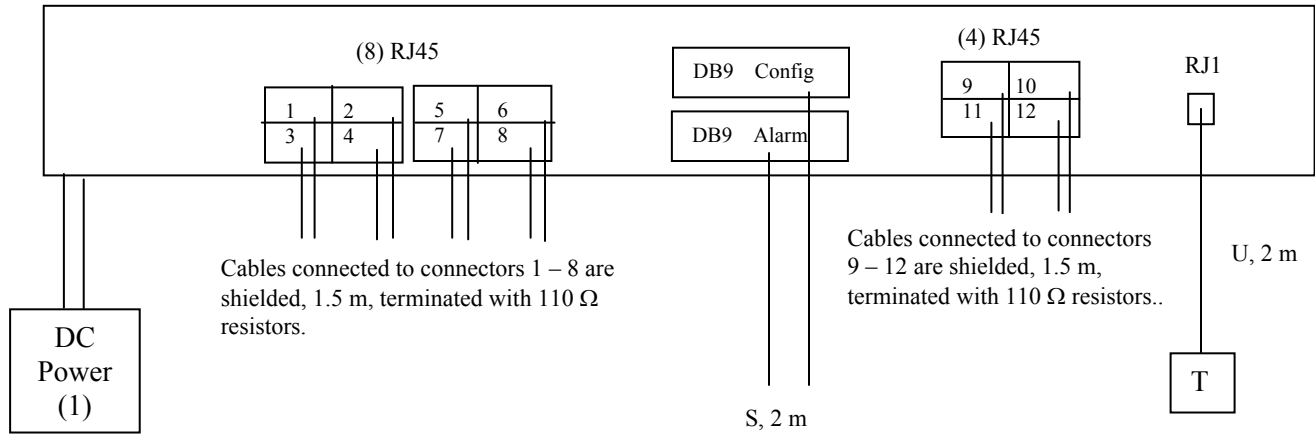 (8) RJ45
1 2
3 4
5 6
7 8
DB9 Config
DB9 Alarm
(4) RJ45
9 10
11 12
RJ1
Cables connected to connectors 1 – 8 are
shielded, 1.5 m, terminated with 110 Ω
resistors.
Cables connected to connectors
9 – 12 are shielded, 1.5 m,
terminated with 110 Ω resistors..
U, 2 m
DC
Power
(1)
S, 2 m
T